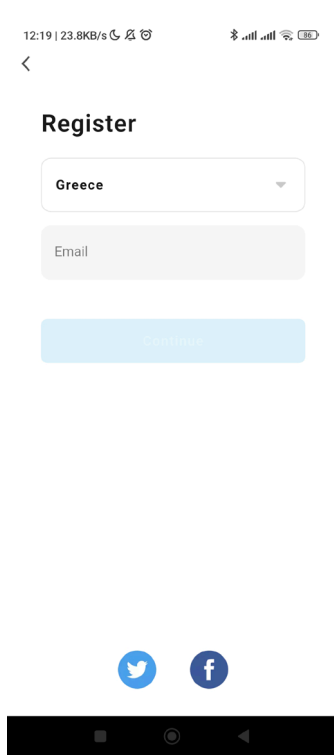 12:19 | 23.8KB/s
86
Register
Greece
Email
Continue